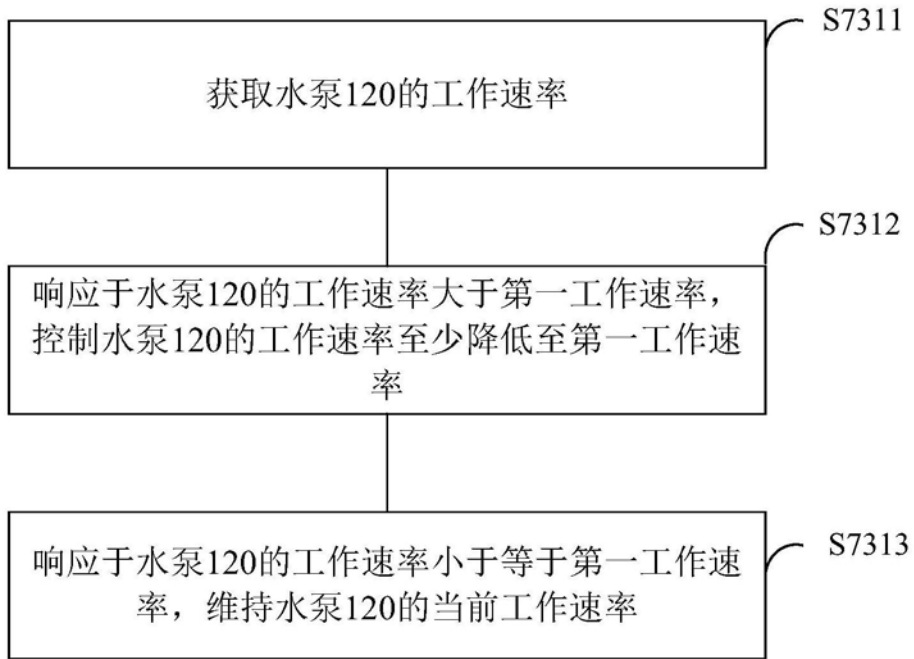 S7311
获取水泵120的工作速率
S7312
响应于水泵120的工作速率大于第一工作速率，
控制水泵120的工作速率至少降低至第一工作速
率
S7313
响应于水泵120的工作速率小于等于第一工作速
率，维持水泵120的当前工作速率